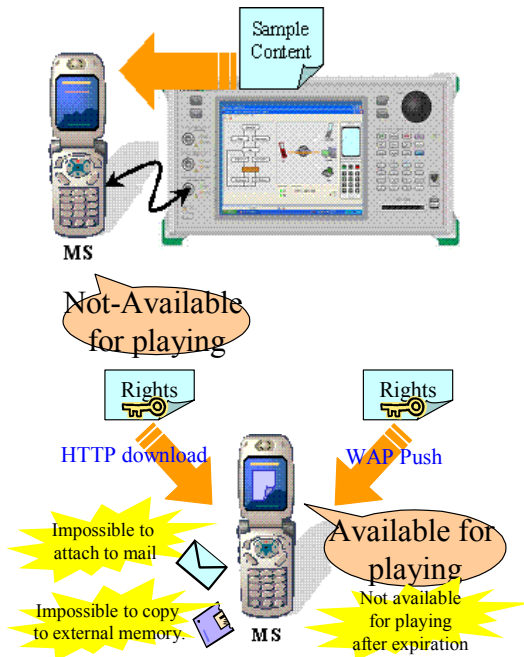 Sample
Content
MS
Not-Available
for playing
Rights
Rights
HTTP download
WAP Push
Impossible to
attach to mail
Available for
playing
Impossible to copy
to external memory.
Not available
for playing
after expiration
MS